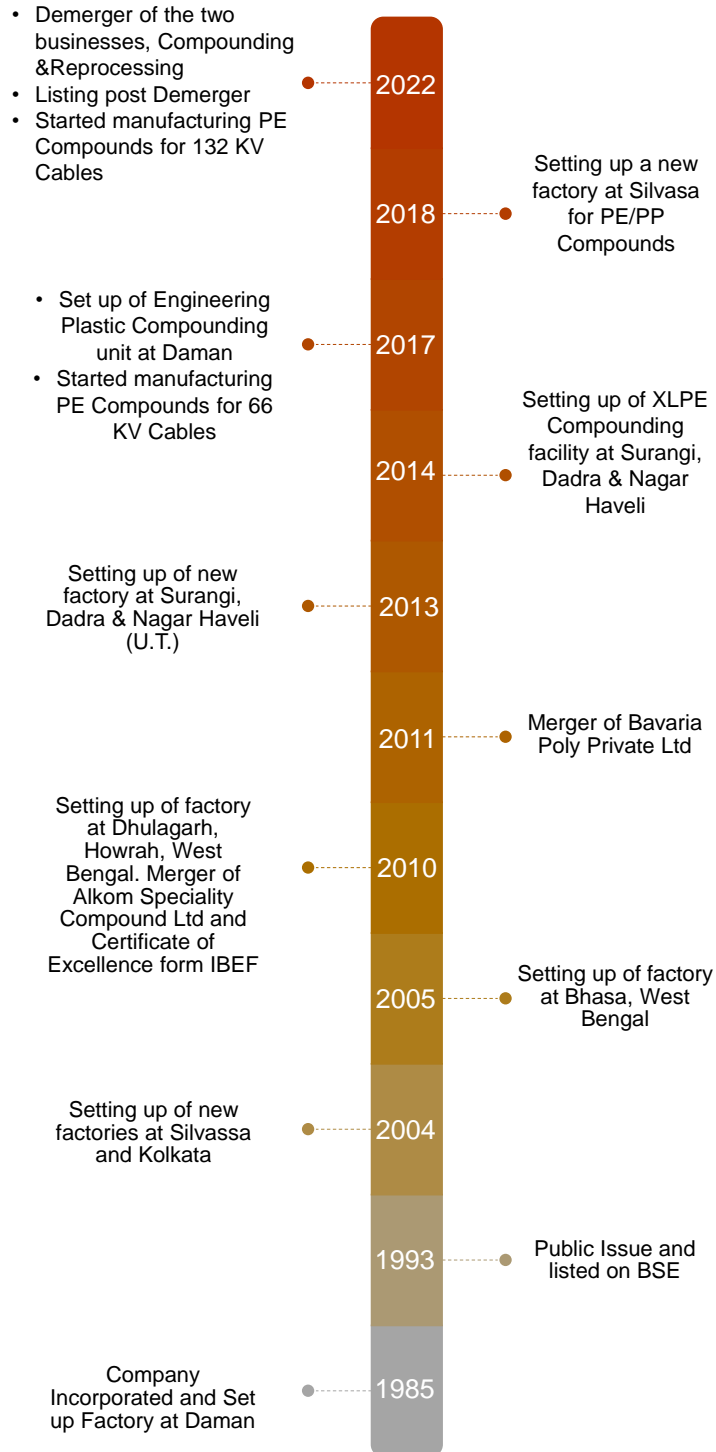 • Demerger of the two
businesses, Compounding
&Reprocessing
• Listing post Demerger
• Started manufacturing PE
Compounds for 132 KV
Cables
2022
Setting up a new
factory at Silvasa
for PE/PP
Compounds
2018
• Set up of Engineering
Plastic Compounding
unit at Daman
• Started manufacturing
PE Compounds for 66
KV Cables
2017
Setting up of XLPE
Compounding
facility at Surangi,
Dadra & Nagar
Haveli
2014
Setting up of new
factory at Surangi,
Dadra & Nagar Haveli
(U.T.)
2013
Merger of Bavaria
Poly Private Ltd
2011
Setting up of factory
at Dhulagarh,
Howrah, West
Bengal. Merger of
Alkom Speciality
Compound Ltd and
Certificate of
Excellence form IBEF
2010
Setting up of factory
at Bhasa, West
Bengal
2005
Setting up of new
factories at Silvassa
and Kolkata
2004
Public Issue and
listed on BSE
1993
Company
Incorporated and Set
up Factory at Daman
1985